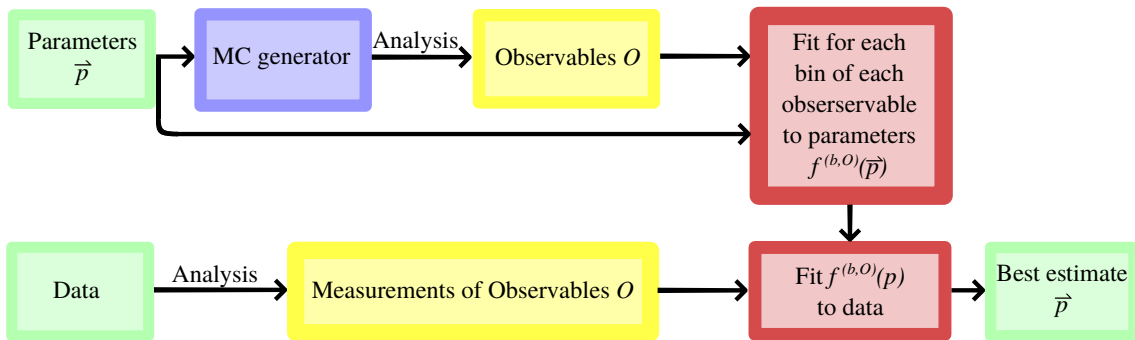 Parameters
p⃗
MC generator
Analysis
Observables O
Fit for each
bin of each
obserservable
to parameters
f^(b,O)(p⃗)
Data
Analysis
Measurements of Observables O
Fit f^(b,O)(p)
to data
Best estimate
p⃗